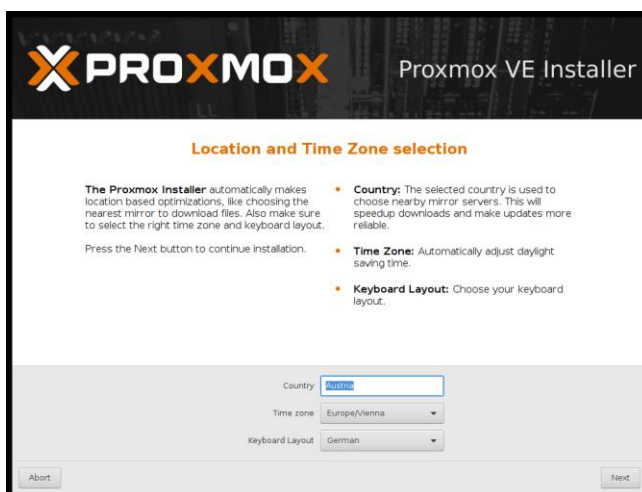 PROXMOX
Proxmox VE Installer
Location and Time Zone selection
The Proxmox Installer automatically makes
location based optimizations, like choosing the
nearest mirror to download files. Also make sure
to select the right time zone and keyboard layout.
Press the Next button to continue installation.
• Country: The selected country is used to
choose nearby mirror servers. This will
speedup downloads and make updates more
reliable.
• Time Zone: Automatically adjust daylight
saving time.
• Keyboard Layout: Choose your keyboard
layout.
Country Austria
Time zone Europe/Vienna
Keyboard Layout German
Abort
Next